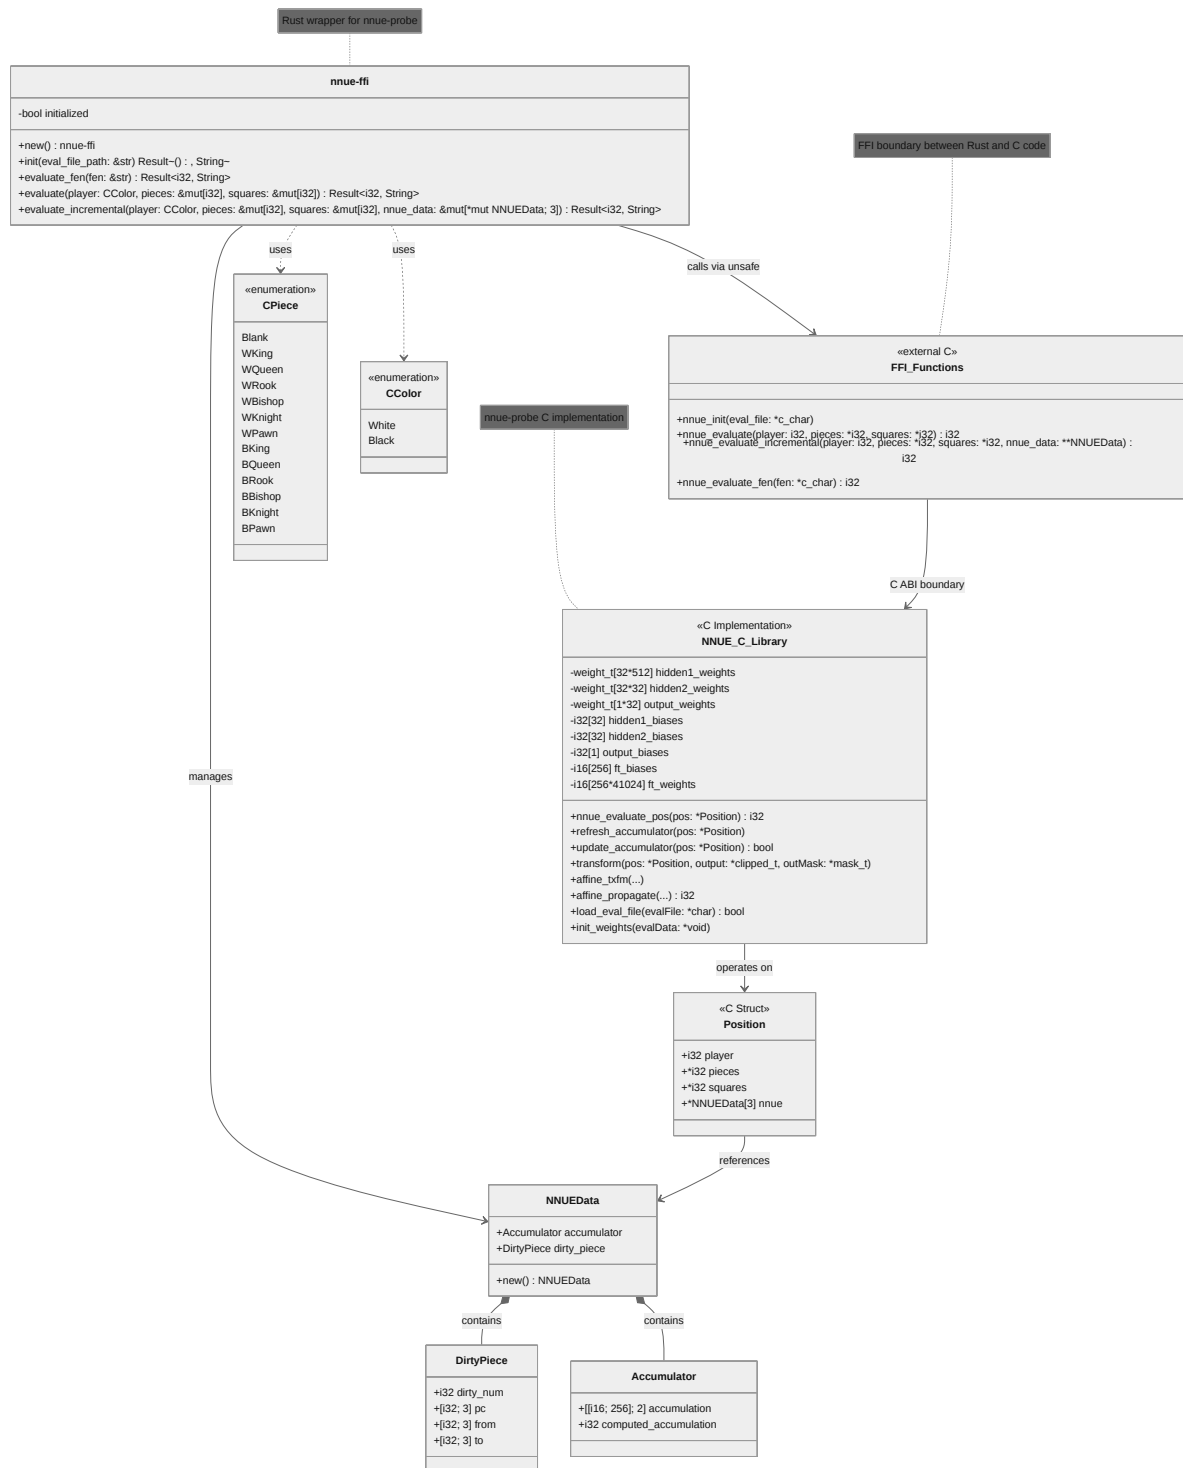 Rust wrapper for nnue-probe
nnue-ffi
-bool initialized
+new() : nnue-ffi
+init(eval_file_path: &str) Result~() : , String~
+evaluate_fen(fen: &str) : Result<i32, String>
+evaluate(player: CColor, pieces: &mut[i32], squares: &mut[i32]) : Result<i32, String>
+evaluate_incremental(player: CColor, pieces: &mut[i32], squares: &mut[i32], nnue_data: &mut[*mut NNUEData; 3]) : Result<i32, String>
FFI boundary between Rust and C code
uses
uses
calls via unsafe
«enumeration»
CPiece
Blank
WKing
WQueen
WRook
WBishop
WKnight
WPawn
BKing
BQueen
BRook
BBishop
BKnight
BPawn
«enumeration»
CColor
White
Black
«external C»
FFI_Functions
+nnue_init(eval_file: *c_char)
+nnue_evaluate(player: i32, pieces: *i32, squares: *i32) : i32
+nnue_evaluate_incremental(player: i32, pieces: *i32, squares: *i32, nnue_data: **NNUEData) :
i32
+nnue_evaluate_fen(fen: *c_char) : i32
nnue-probe C implementation
C ABI boundary
«C Implementation»
NNUE_C_Library
-weight_t[32*512] hidden1_weights
-weight_t[32*32] hidden2_weights
-weight_t[1*32] output_weights
-i32[32] hidden1_biases
-i32[32] hidden2_biases
-i32[1] output_biases
-i16[256] ft_biases
-i16[256*41024] ft_weights
+nnue_evaluate_pos(pos: *Position) : i32
+refresh_accumulator(pos: *Position)
+update_accumulator(pos: *Position) : bool
+transform(pos: *Position, output: *clipped_t, outMask: *mask_t)
+affine_txfm(...)
+affine_propagate(...) : i32
+load_eval_file(evalFile: *char) : bool
+init_weights(evalData: *void)
manages
operates on
«C Struct»
Position
+i32 player
+*i32 pieces
+*i32 squares
+*NNUEData[3] nnue
references
NNUEData
+Accumulator accumulator
+DirtyPiece dirty_piece
+new() : NNUEData
contains
contains
DirtyPiece
+i32 dirty_num
+[i32; 3] pc
+[i32; 3] from
+[i32; 3] to
Accumulator
+[[i16; 256]; 2] accumulation
+i32 computed_accumulation